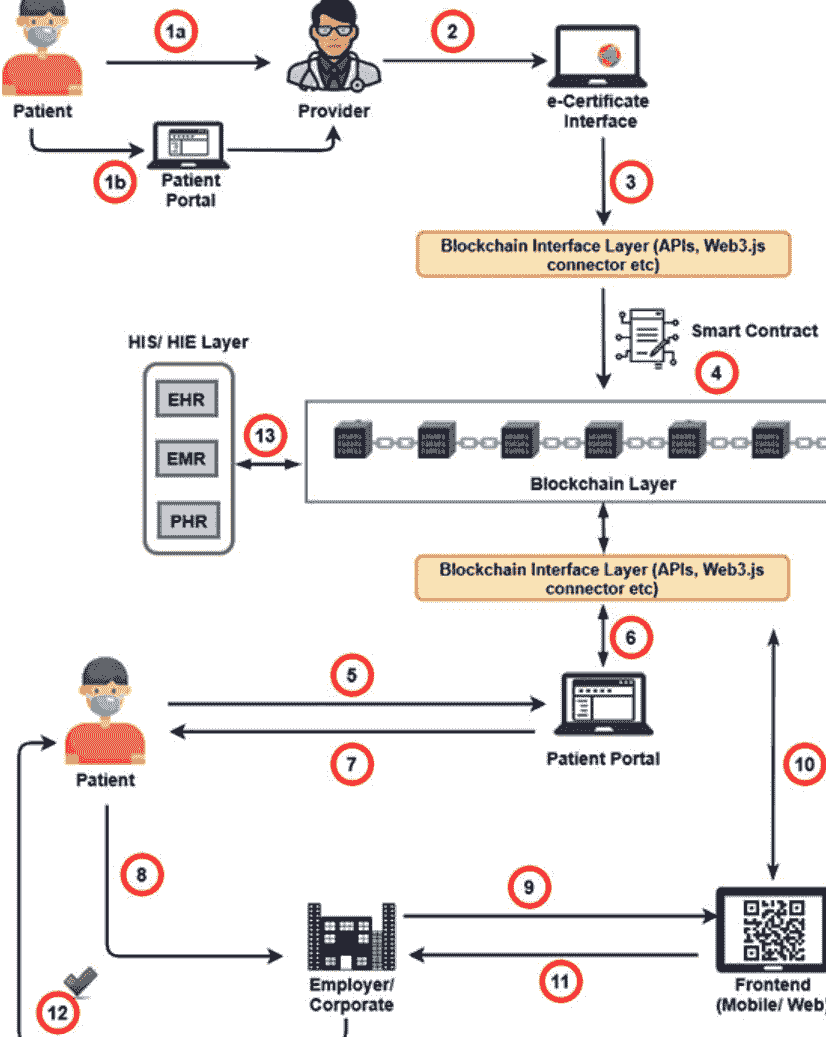 1a
2
Patient
Provider
e-Certificate
Interface
1b
Patient
Portal
3
Blockchain Interface Layer (APIs, Web3.js
connector etc)
Smart Contract
4
HIS/ HIE Layer
EHR
EMR
PHR
13
Blockchain Layer
Blockchain Interface Layer (APIs, Web3.js
connector etc)
6
5
7
Patient Portal
Patient
10
8
9
11
Employer/
Corporate
Frontend
(Mobile/ Web)
12